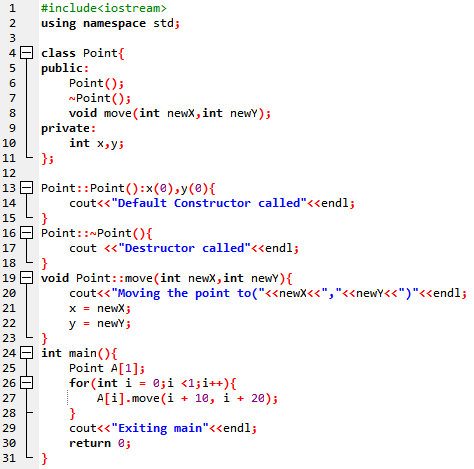 1 #include<iostream>
2 using namespace std;
3
4 class Point{
5 public:
6     Point();
7     ~Point();
8     void move(int newX,int newY);
9 private:
10     int x,y;
11 };
12
13 Point::Point():x(0),y(0){
14     cout<<"Default Constructor called"<<endl;
15 }
16 Point::~Point(){
17     cout <<"Destructor called"<<endl;
18 }
19 void Point::move(int newX,int newY){
20     cout<<"Moving the point to("<<newX<<","<<newY<<")"<<endl;
21     x = newX;
22     y = newY;
23 }
24 int main(){
25     Point A[1];
26     for(int i = 0;i <1;i++){
27         A[i].move(i + 10, i + 20);
28     }
29     cout<<"Exiting main"<<endl;
30     return 0;
31 }